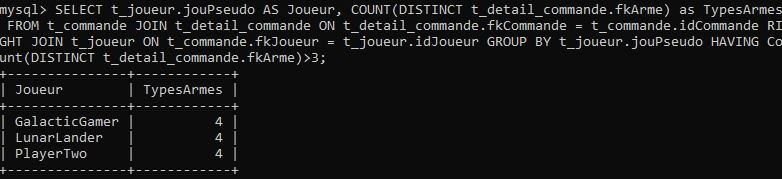 mysql> SELECT t_joueur.jouPseudo AS Joueur, COUNT(DISTINCT t_detail_commande.fkArme) as TypesArmes
 FROM t_commande JOIN t_detail_commande ON t_detail_commande.fkCommande = t_commande.idCommande RI
GHT JOIN t_joueur ON t_commande.fkJoueur = t_joueur.idJoueur GROUP BY t_joueur.jouPseudo HAVING Co
unt(DISTINCT t_detail_commande.fkArme)>3;
+---------------+------------+
| Joueur        | TypesArmes |
+---------------+------------+
| GalacticGamer |          4 |
| LunarLander   |          4 |
| PlayerTwo     |          4 |
+---------------+------------+